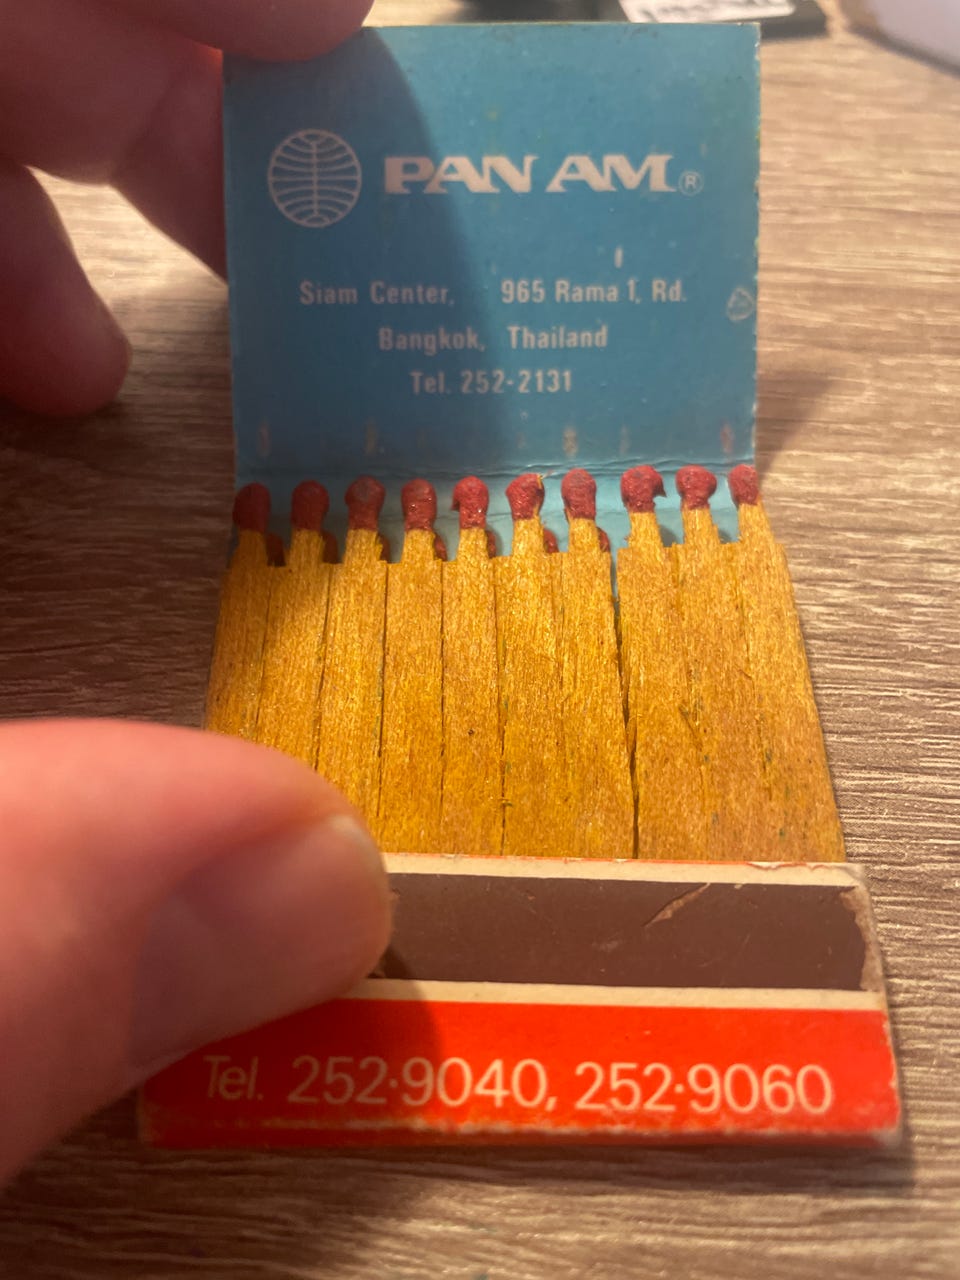 PAN AM®
Siam Center, 965 Rama 1, Rd.
Bangkok, Thailand
Tel. 252-2131
Tel. 252-9040, 252-9060